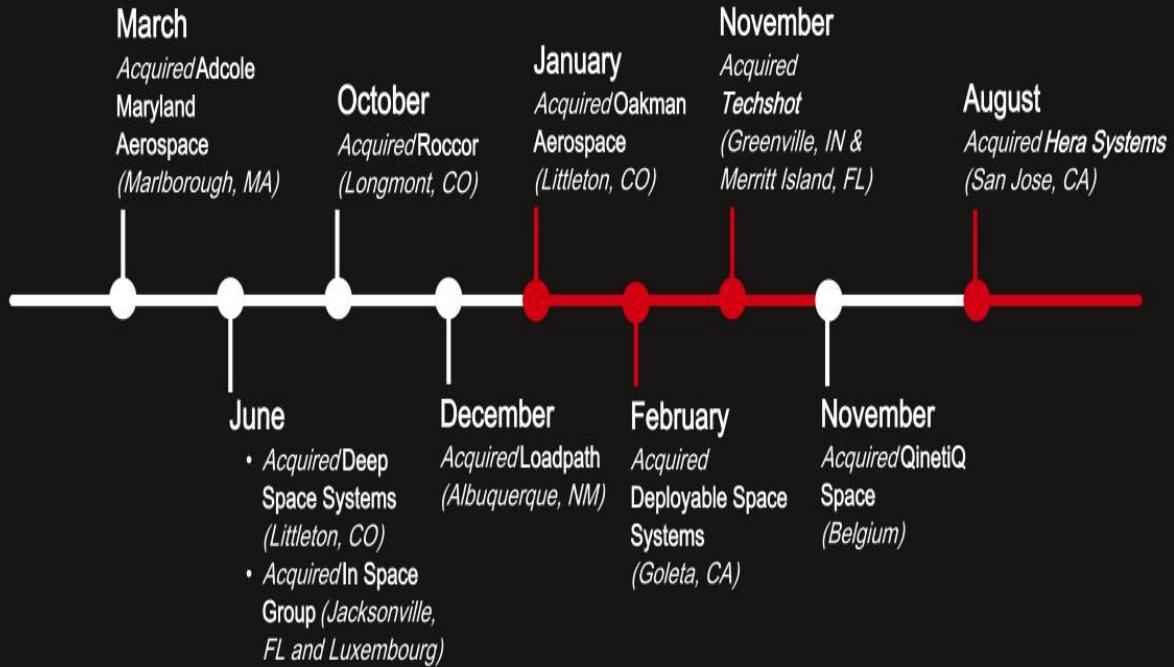 March
Acquired Adcole
Maryland
Aerospace
(Marlborough, MA)
June
• Acquired Deep
Space Systems
(Littleton, CO)
• Acquired In Space
Group (Jacksonville,
FL and Luxembourg)
October
Acquired Roccor
(Longmont, CO)
December
Acquired Loadpath
(Albuquerque, NM)
January
Acquired Oakman
Aerospace
(Littleton, CO)
February
Acquired
Deployable Space
Systems
(Goleta, CA)
November
Acquired
Techshot
(Greenville, IN &
Merritt Island, FL)
November
Acquired QinetiQ
Space
(Belgium)
August
Acquired Hera Systems
(San Jose, CA)